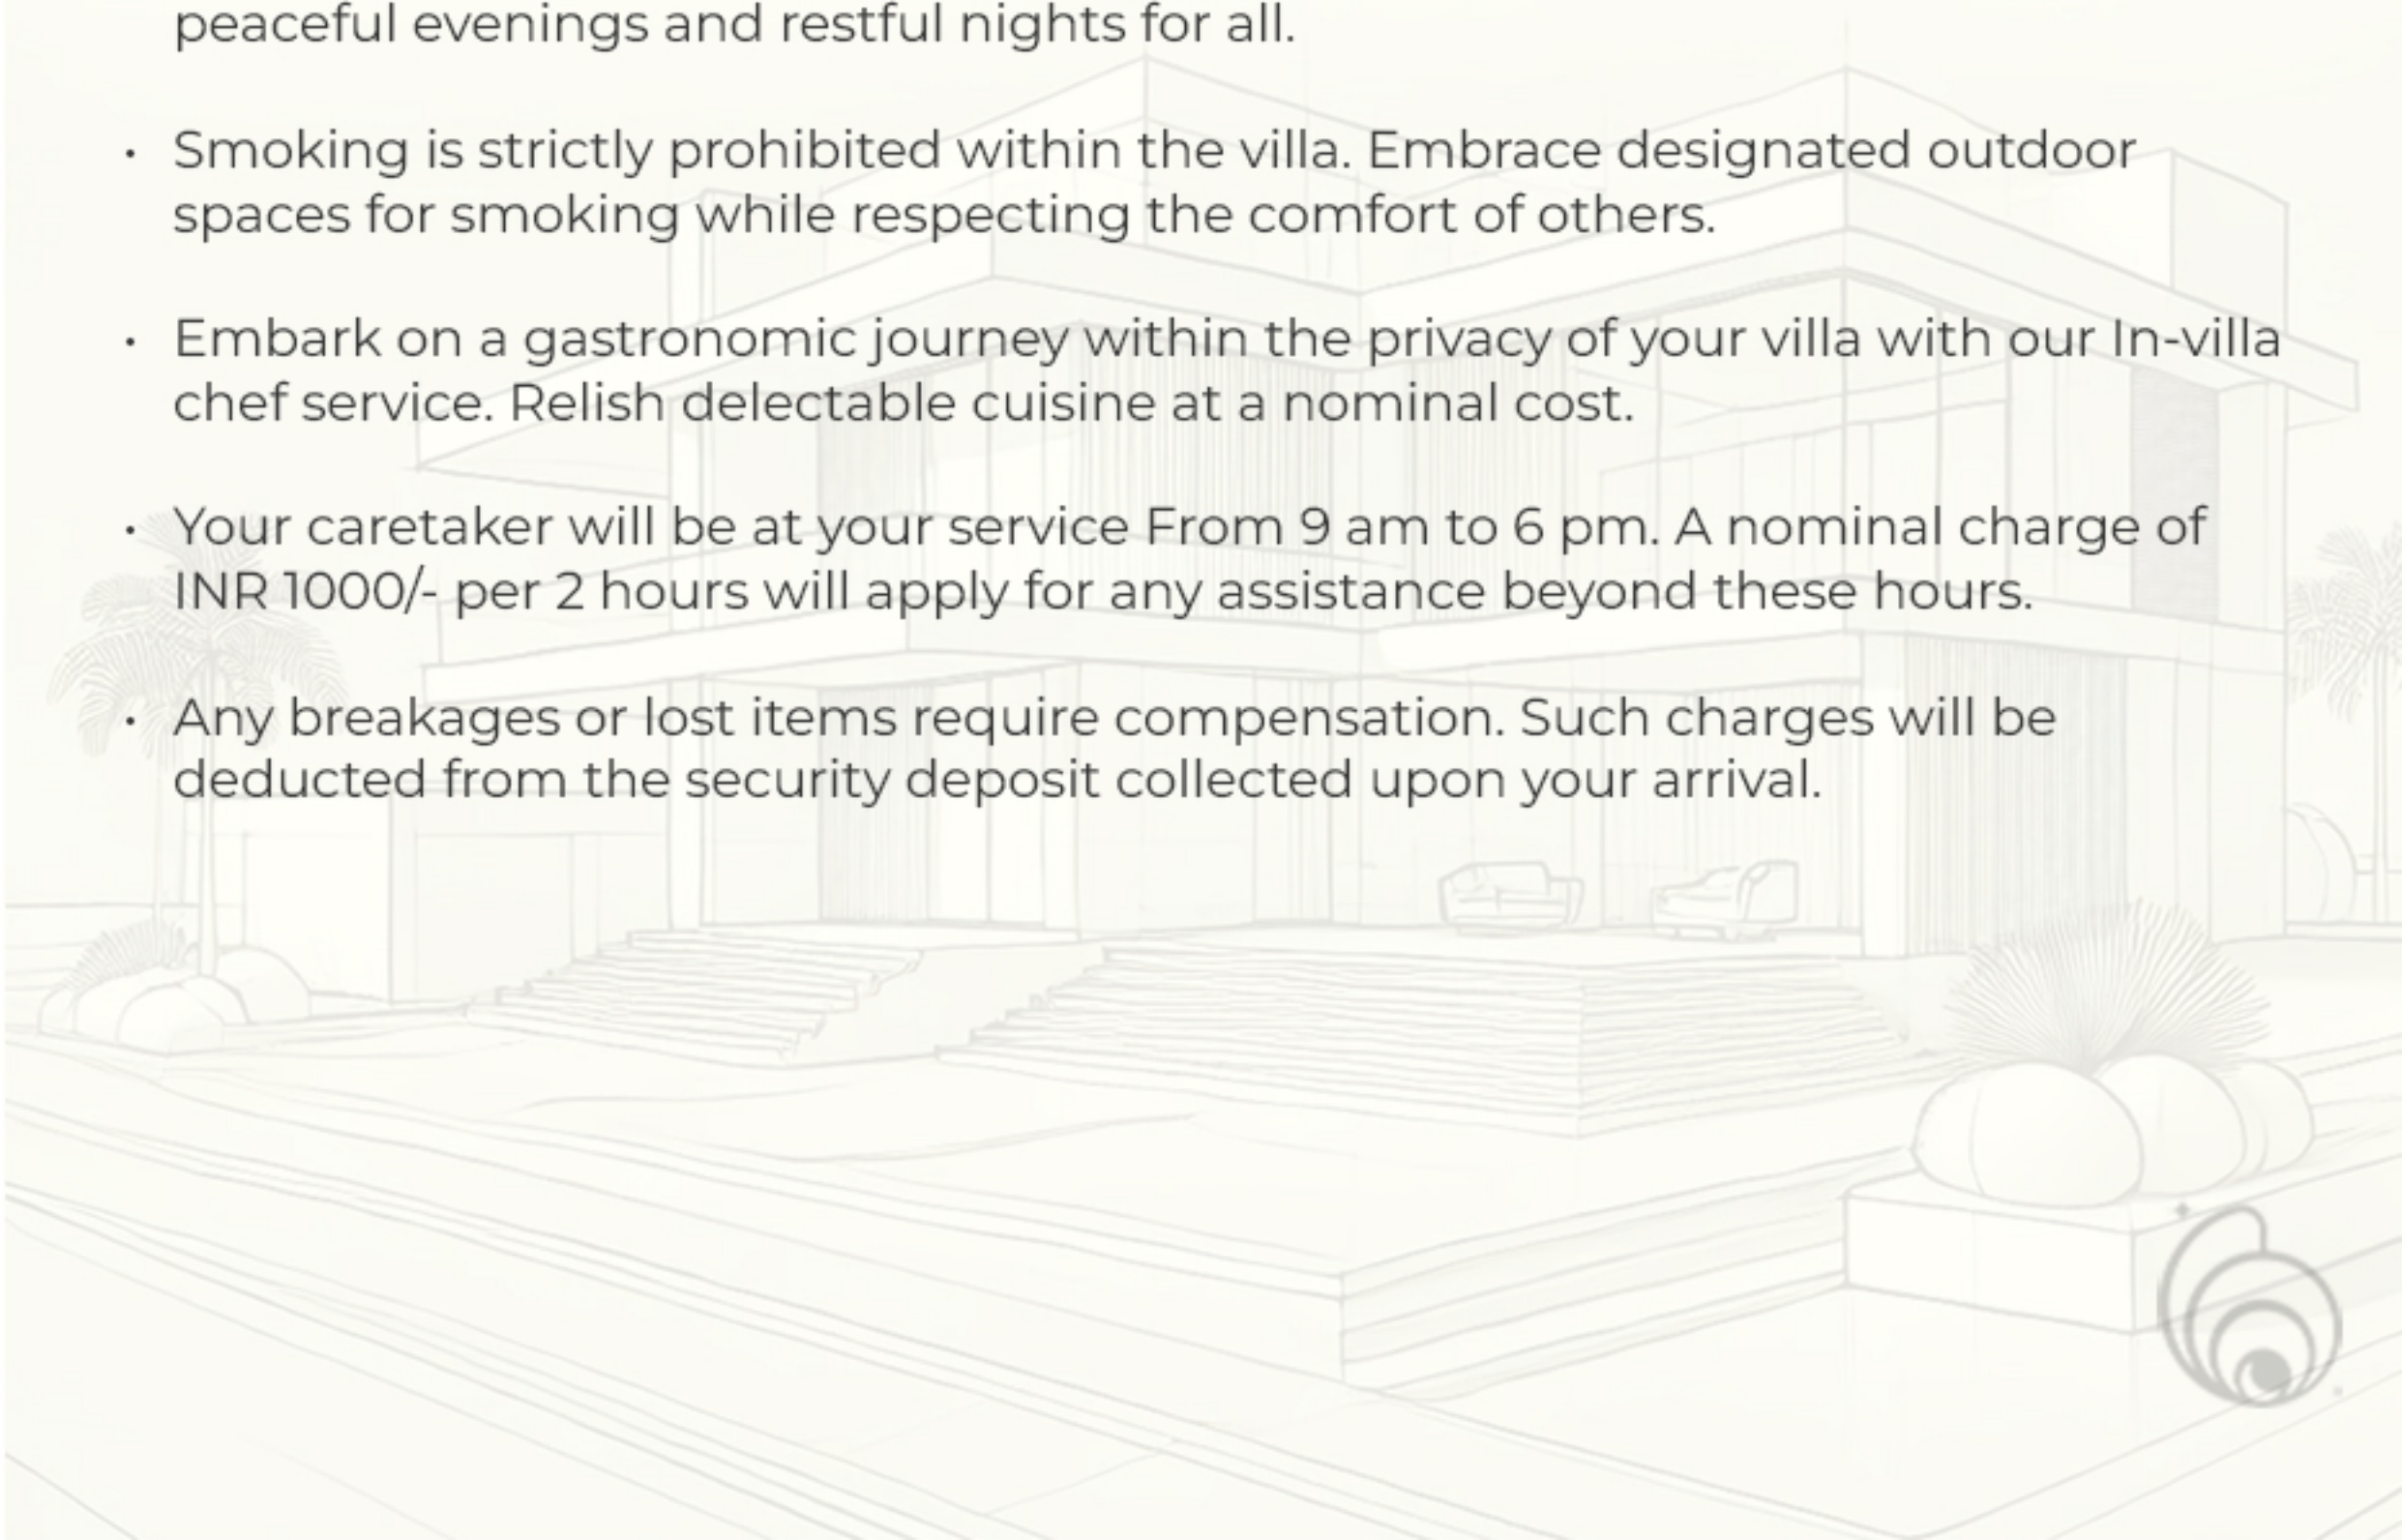 peaceful evenings and restful nights for all.
• Smoking is strictly prohibited within the villa. Embrace designated outdoor
spaces for smoking while respecting the comfort of others.
• Embark on a gastronomic journey within the privacy of your villa with our In-villa
chef service. Relish delectable cuisine at a nominal cost.
• Your caretaker will be at your service From 9 am to 6 pm. A nominal charge of
INR 1000/- per 2 hours will apply for any assistance beyond these hours.
• Any breakages or lost items require compensation. Such charges will be
deducted from the security deposit collected upon your arrival.